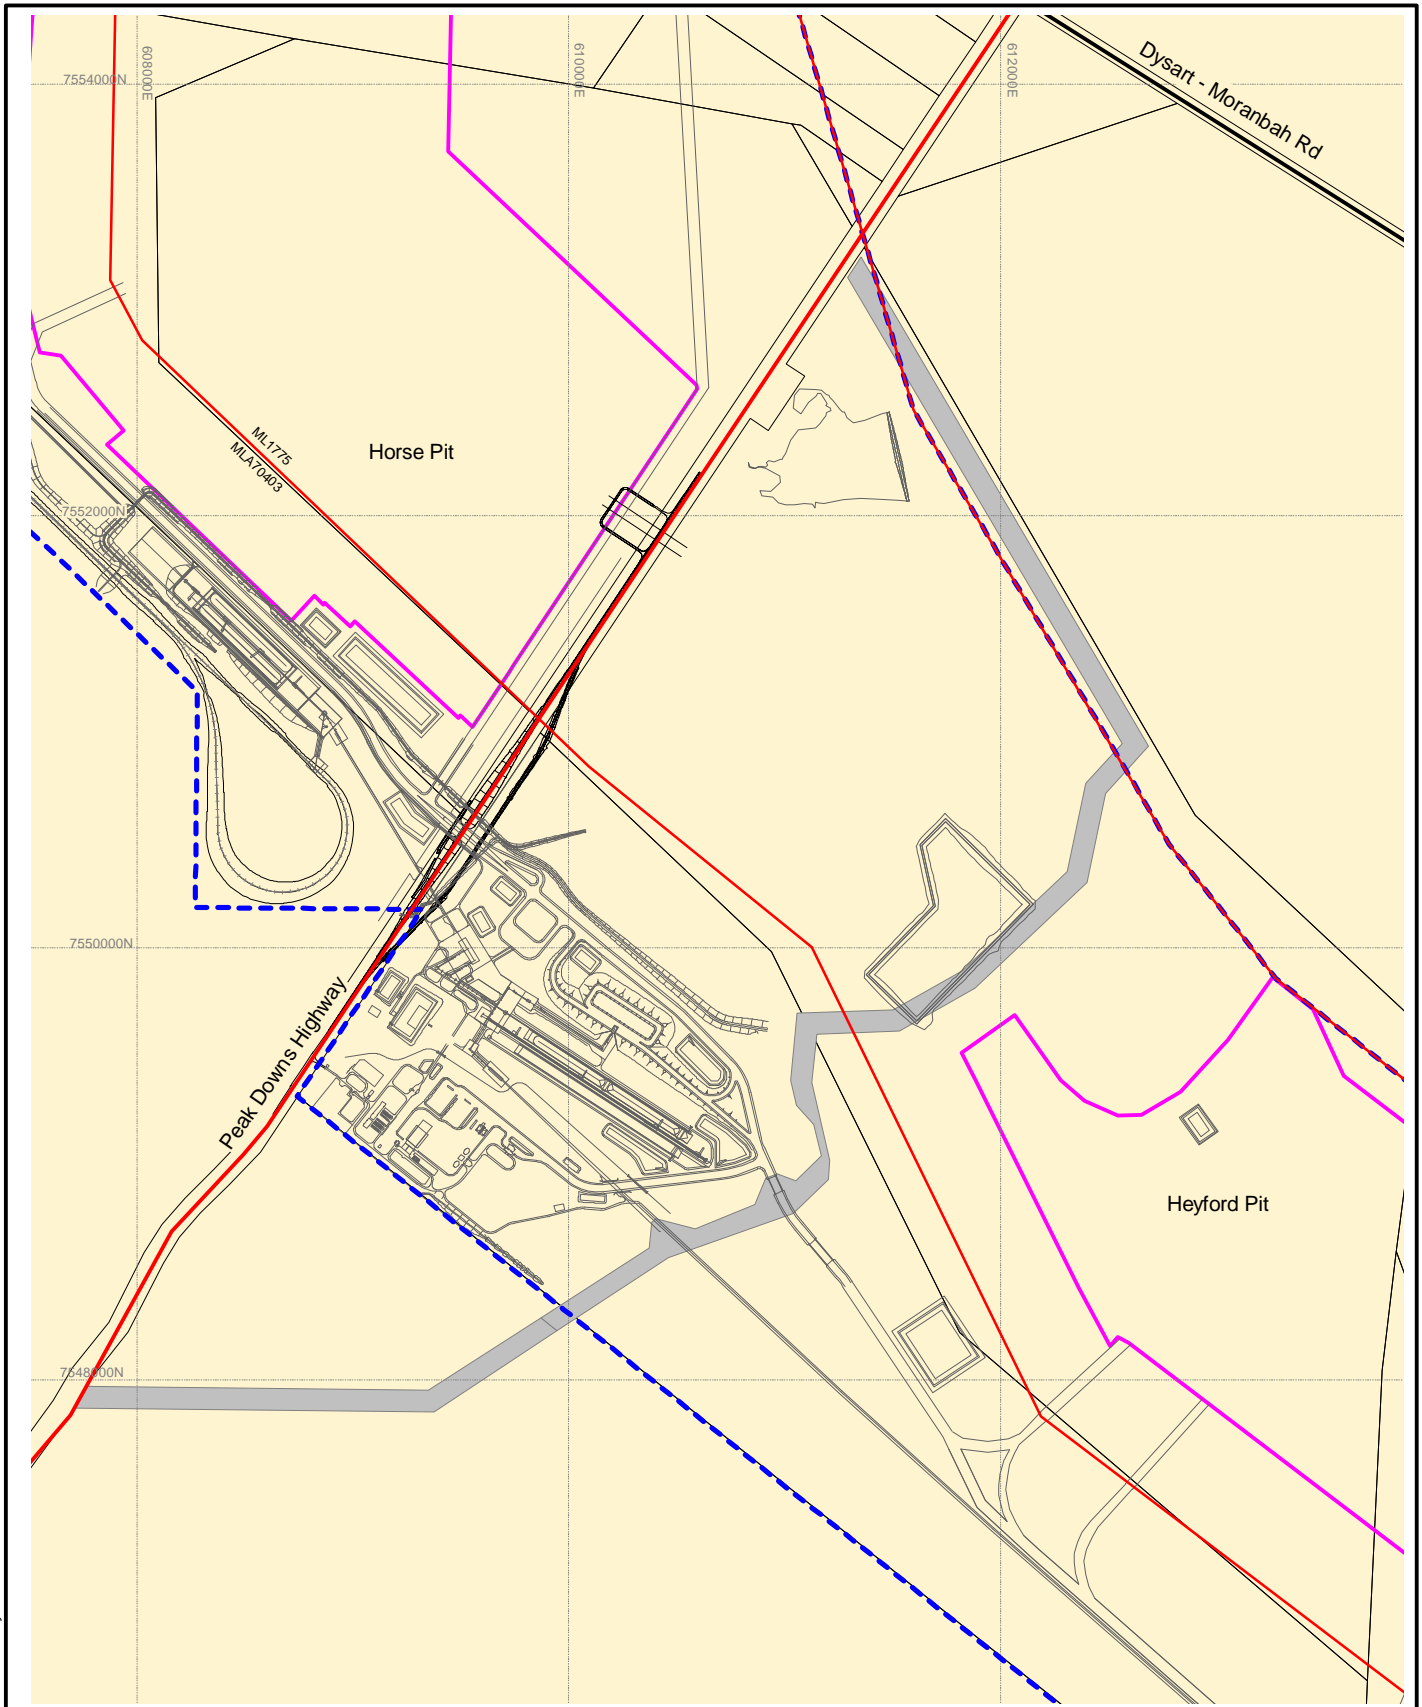 608000E
610000E
612000E
7554000N
Dysart - Moranbah Rd
ML1775
MLA70403
Horse Pit
7552000N
7550000N
Peak Downs Highway
Heyford Pit
7548000N